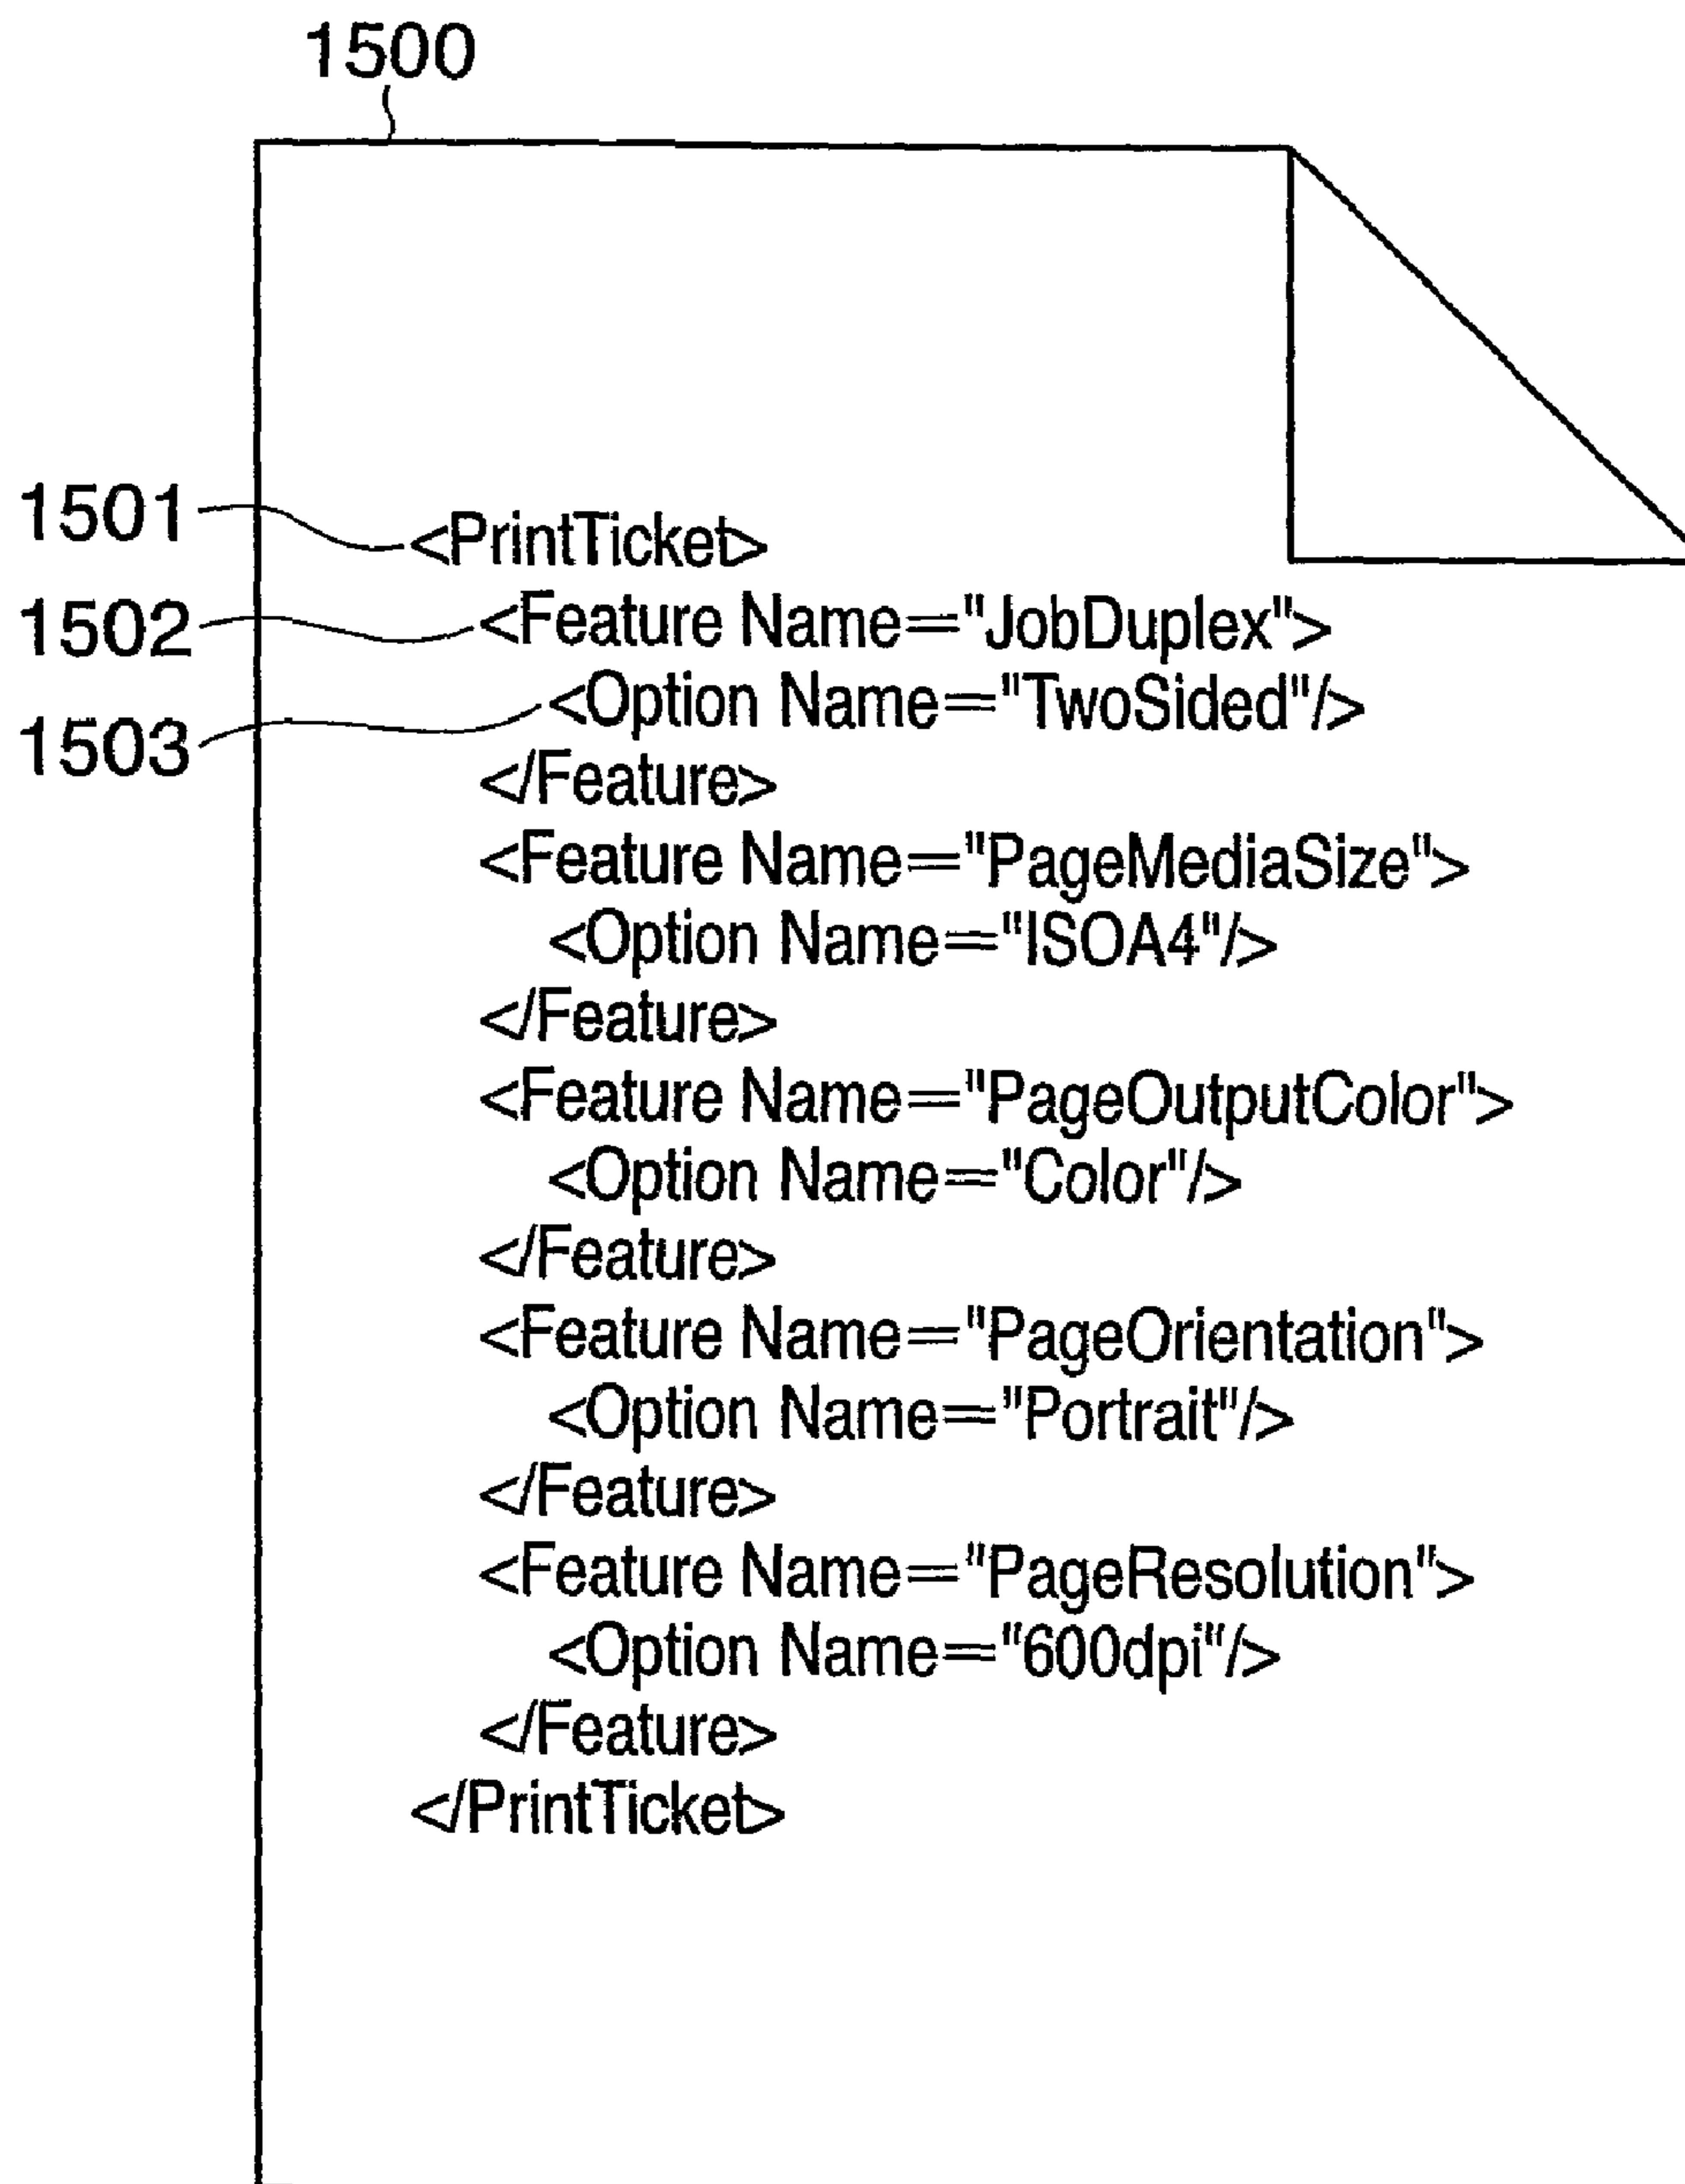 1500
1501 <PrintTicket>
1502 <Feature Name="JobDuplex">
1503 <Option Name="TwoSided"/>
</Feature>
<Feature Name="PageMediaSize">
<Option Name="ISOA4"/>
</Feature>
<Feature Name="PageOutputColor">
<Option Name="Color"/>
</Feature>
<Feature Name="PageOrientation">
<Option Name="Portrait"/>
</Feature>
<Feature Name="PageResolution">
<Option Name="600dpi"/>
</Feature>
</PrintTicket>